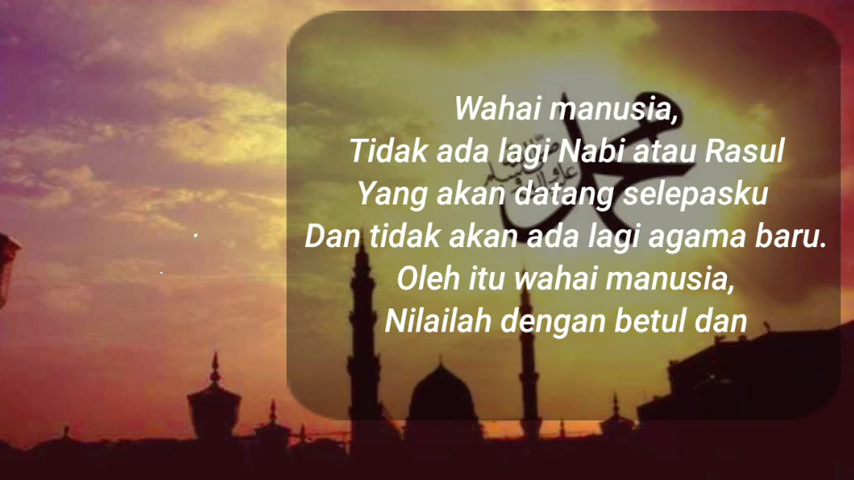 Wahai manusia,
Tidak ada lagi Nabi atau Rasul
Yang akan datang selepasku
Dan tidak akan ada lagi agama baru.
Oleh itu wahai manusia,
Nilailah dengan betul dan
محمد